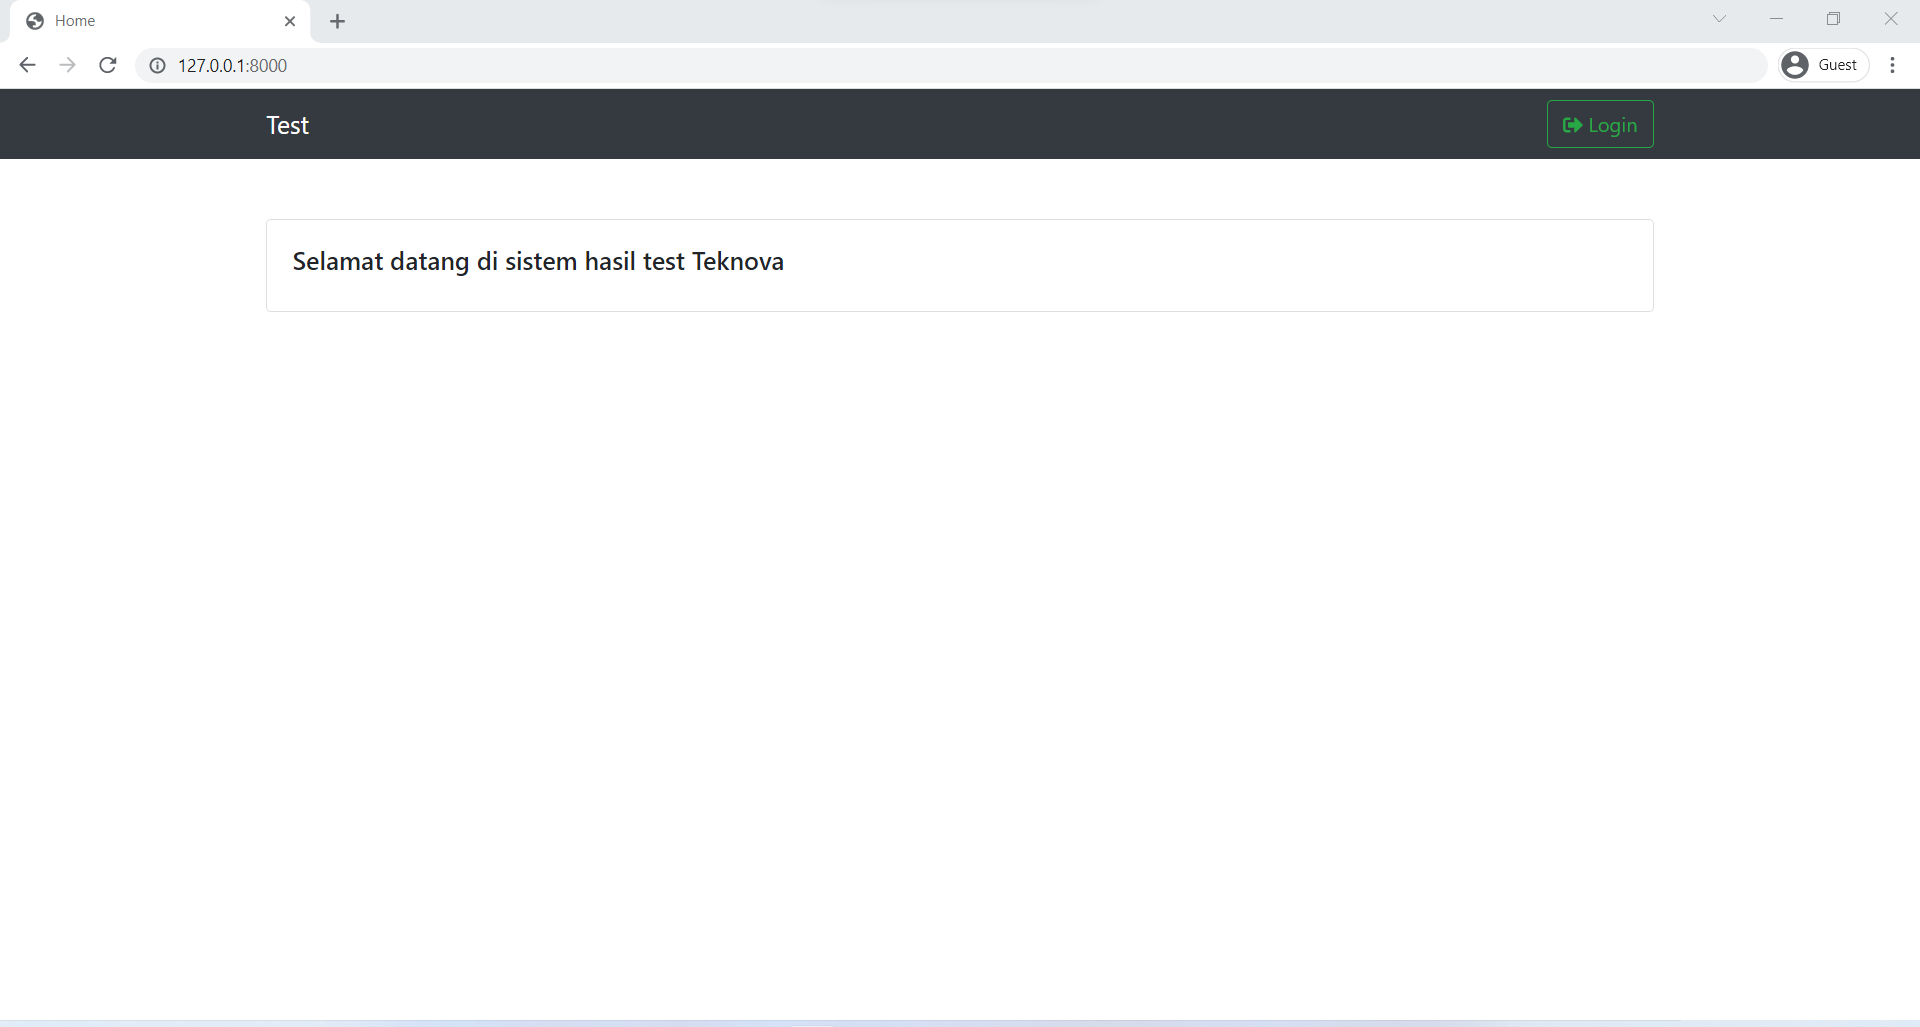 Home
127.0.0.1:8000
Guest
Test
Login
Selamat datang di sistem hasil test Teknova